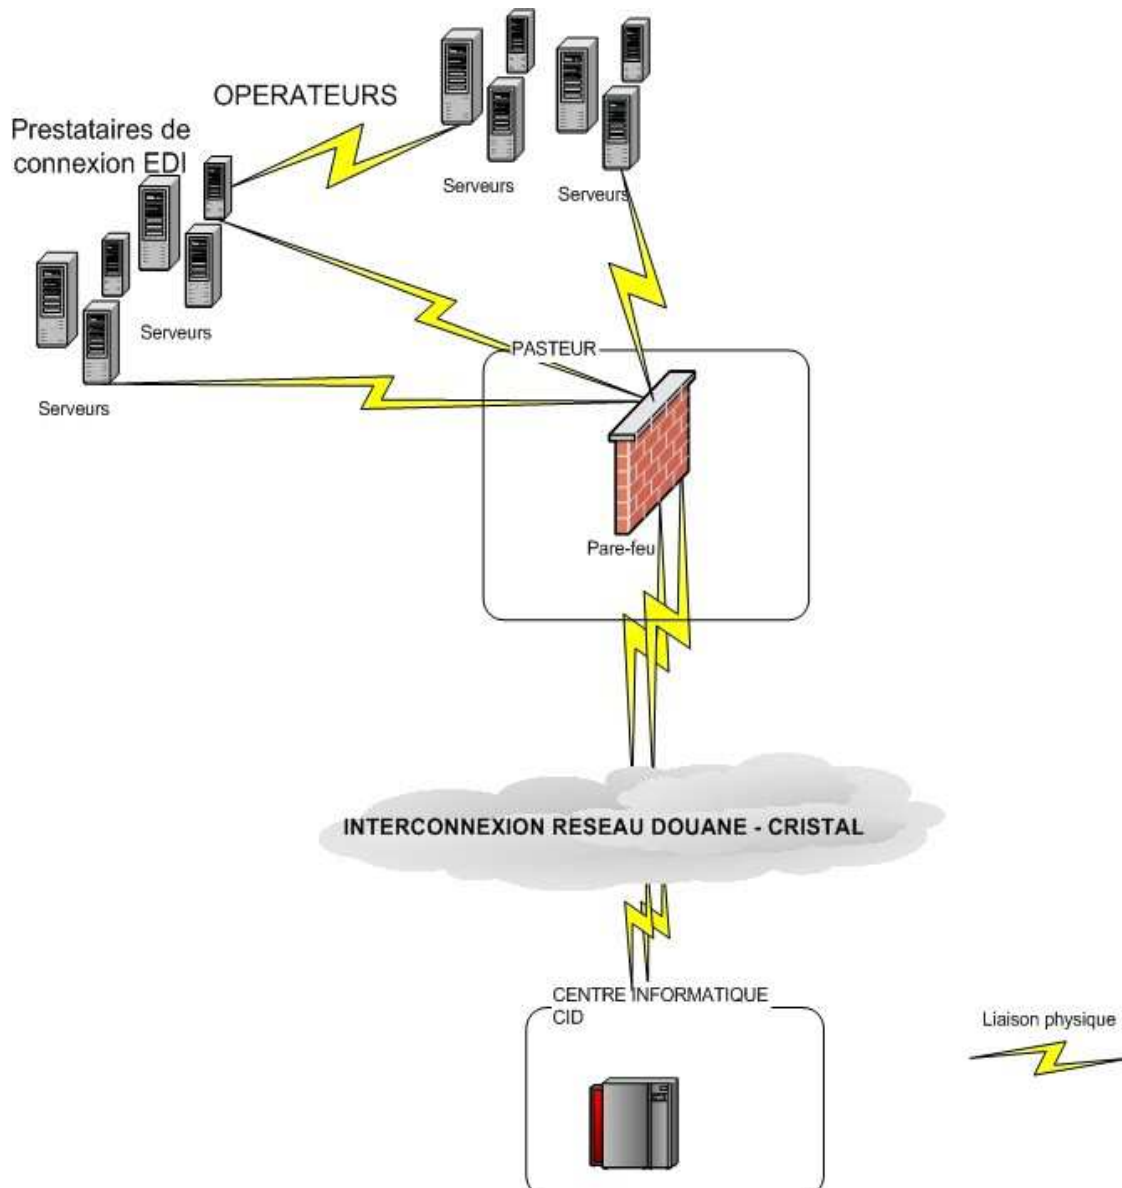 OPERATEURS
Prestataires de
connexion EDI
Serveurs
Serveurs
Serveurs
Serveurs
PASTEUR
Pare-feu
INTERCONNEXION RESEAU DOUANE - CRISTAL
CENTRE INFORMATIQUE
CID
Liaison physique